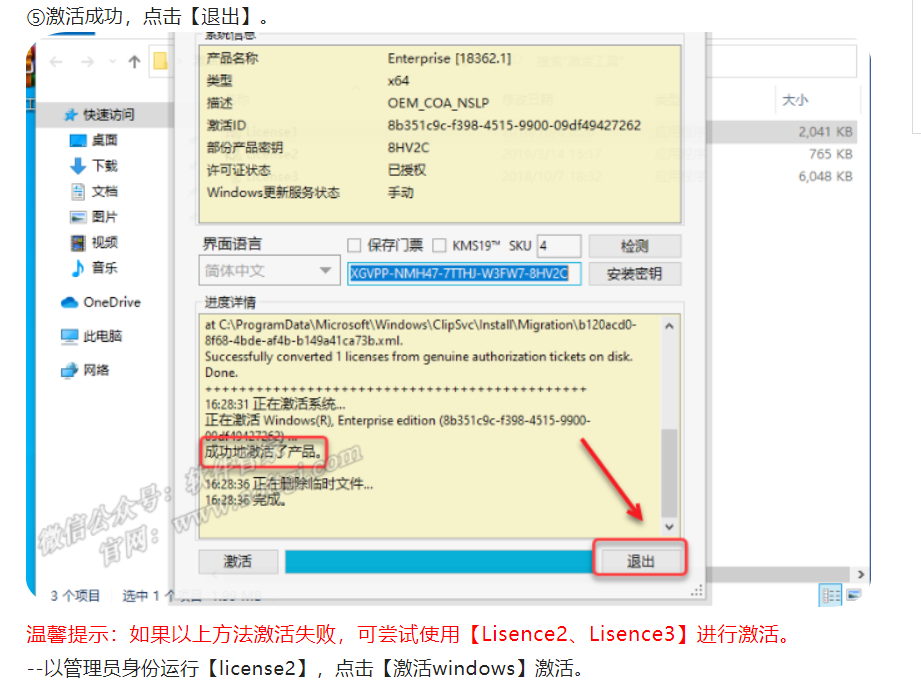 ⑤激活成功，点击【退出】。
系统信息
产品名称 Enterprise [18362.1]
类型 x64
描述 OEM_COA_NSLP
激活ID 8b351c9c-f398-4515-9900-09df49427262
部份产品密钥 8HV2C
许可证状态 已授权
Windows更新服务状态 手动
大小
2,041 KB
765 KB
6,048 KB
快速访问
桌面
下载
文档
图片
视频
音乐
OneDrive
此电脑
网络
界面语言 保存门票 KMS19™ SKU 4 检测
简体中文 XGVPP-NMH47-7TTHJ-W3FW7-8HV2C 安装密钥
进度详情
at C:\ProgramData\Microsoft\Windows\ClipSvc\Install\Migration\b120acd0-
8f68-4bde-af4b-b149a41ca73b.xml.
Successfully converted 1 licenses from genuine authorization tickets on disk.
Done.
+++++++++++++++++++++++++++++++++++++++++++++
16:28:31 正在激活系统...
正在激活 Windows(R), Enterprise edition (8b351c9c-f398-4515-9900-
09df49427262) ...
成功地激活了产品。
16:28:36 正在删除临时文件...
16:28:36 完成。
微信公众号：软件
官网：www.
激活 退出
3 个项目 选中 1 个
温馨提示：如果以上方法激活失败，可尝试使用【Lisence2、Lisence3】进行激活。
--以管理员身份运行【license2】，点击【激活windows】激活。